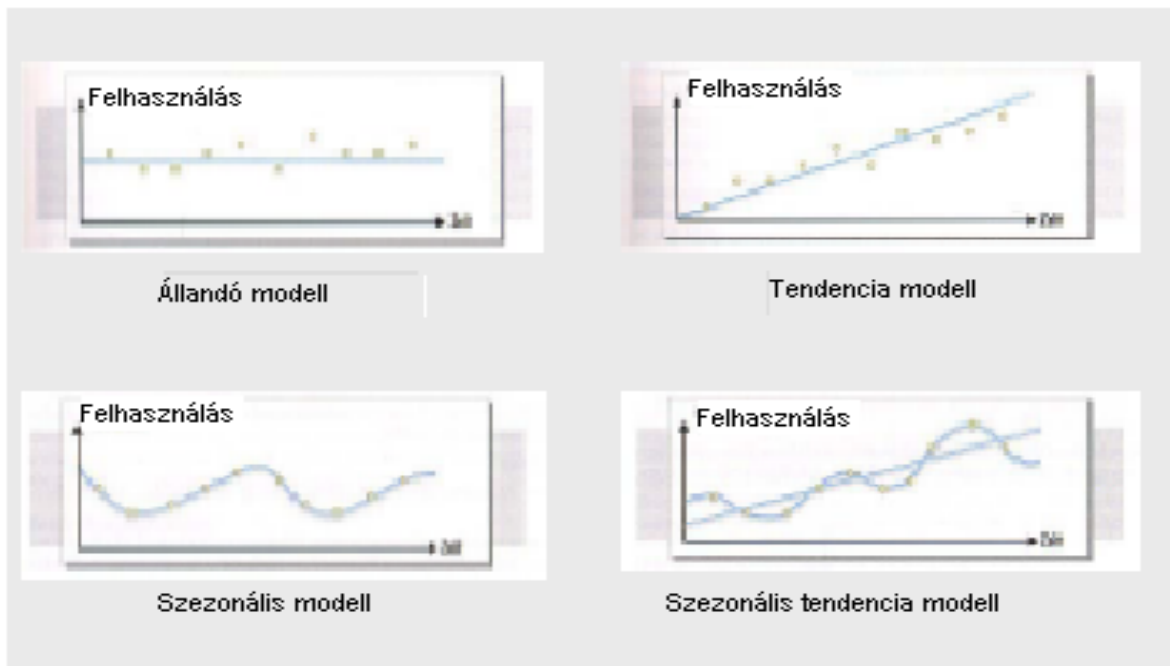 Felhasználás
Felhasználás
Állandó modell
Tendencia modell
Felhasználás
Felhasználás
Szezonális modell
Szezonális tendencia modell